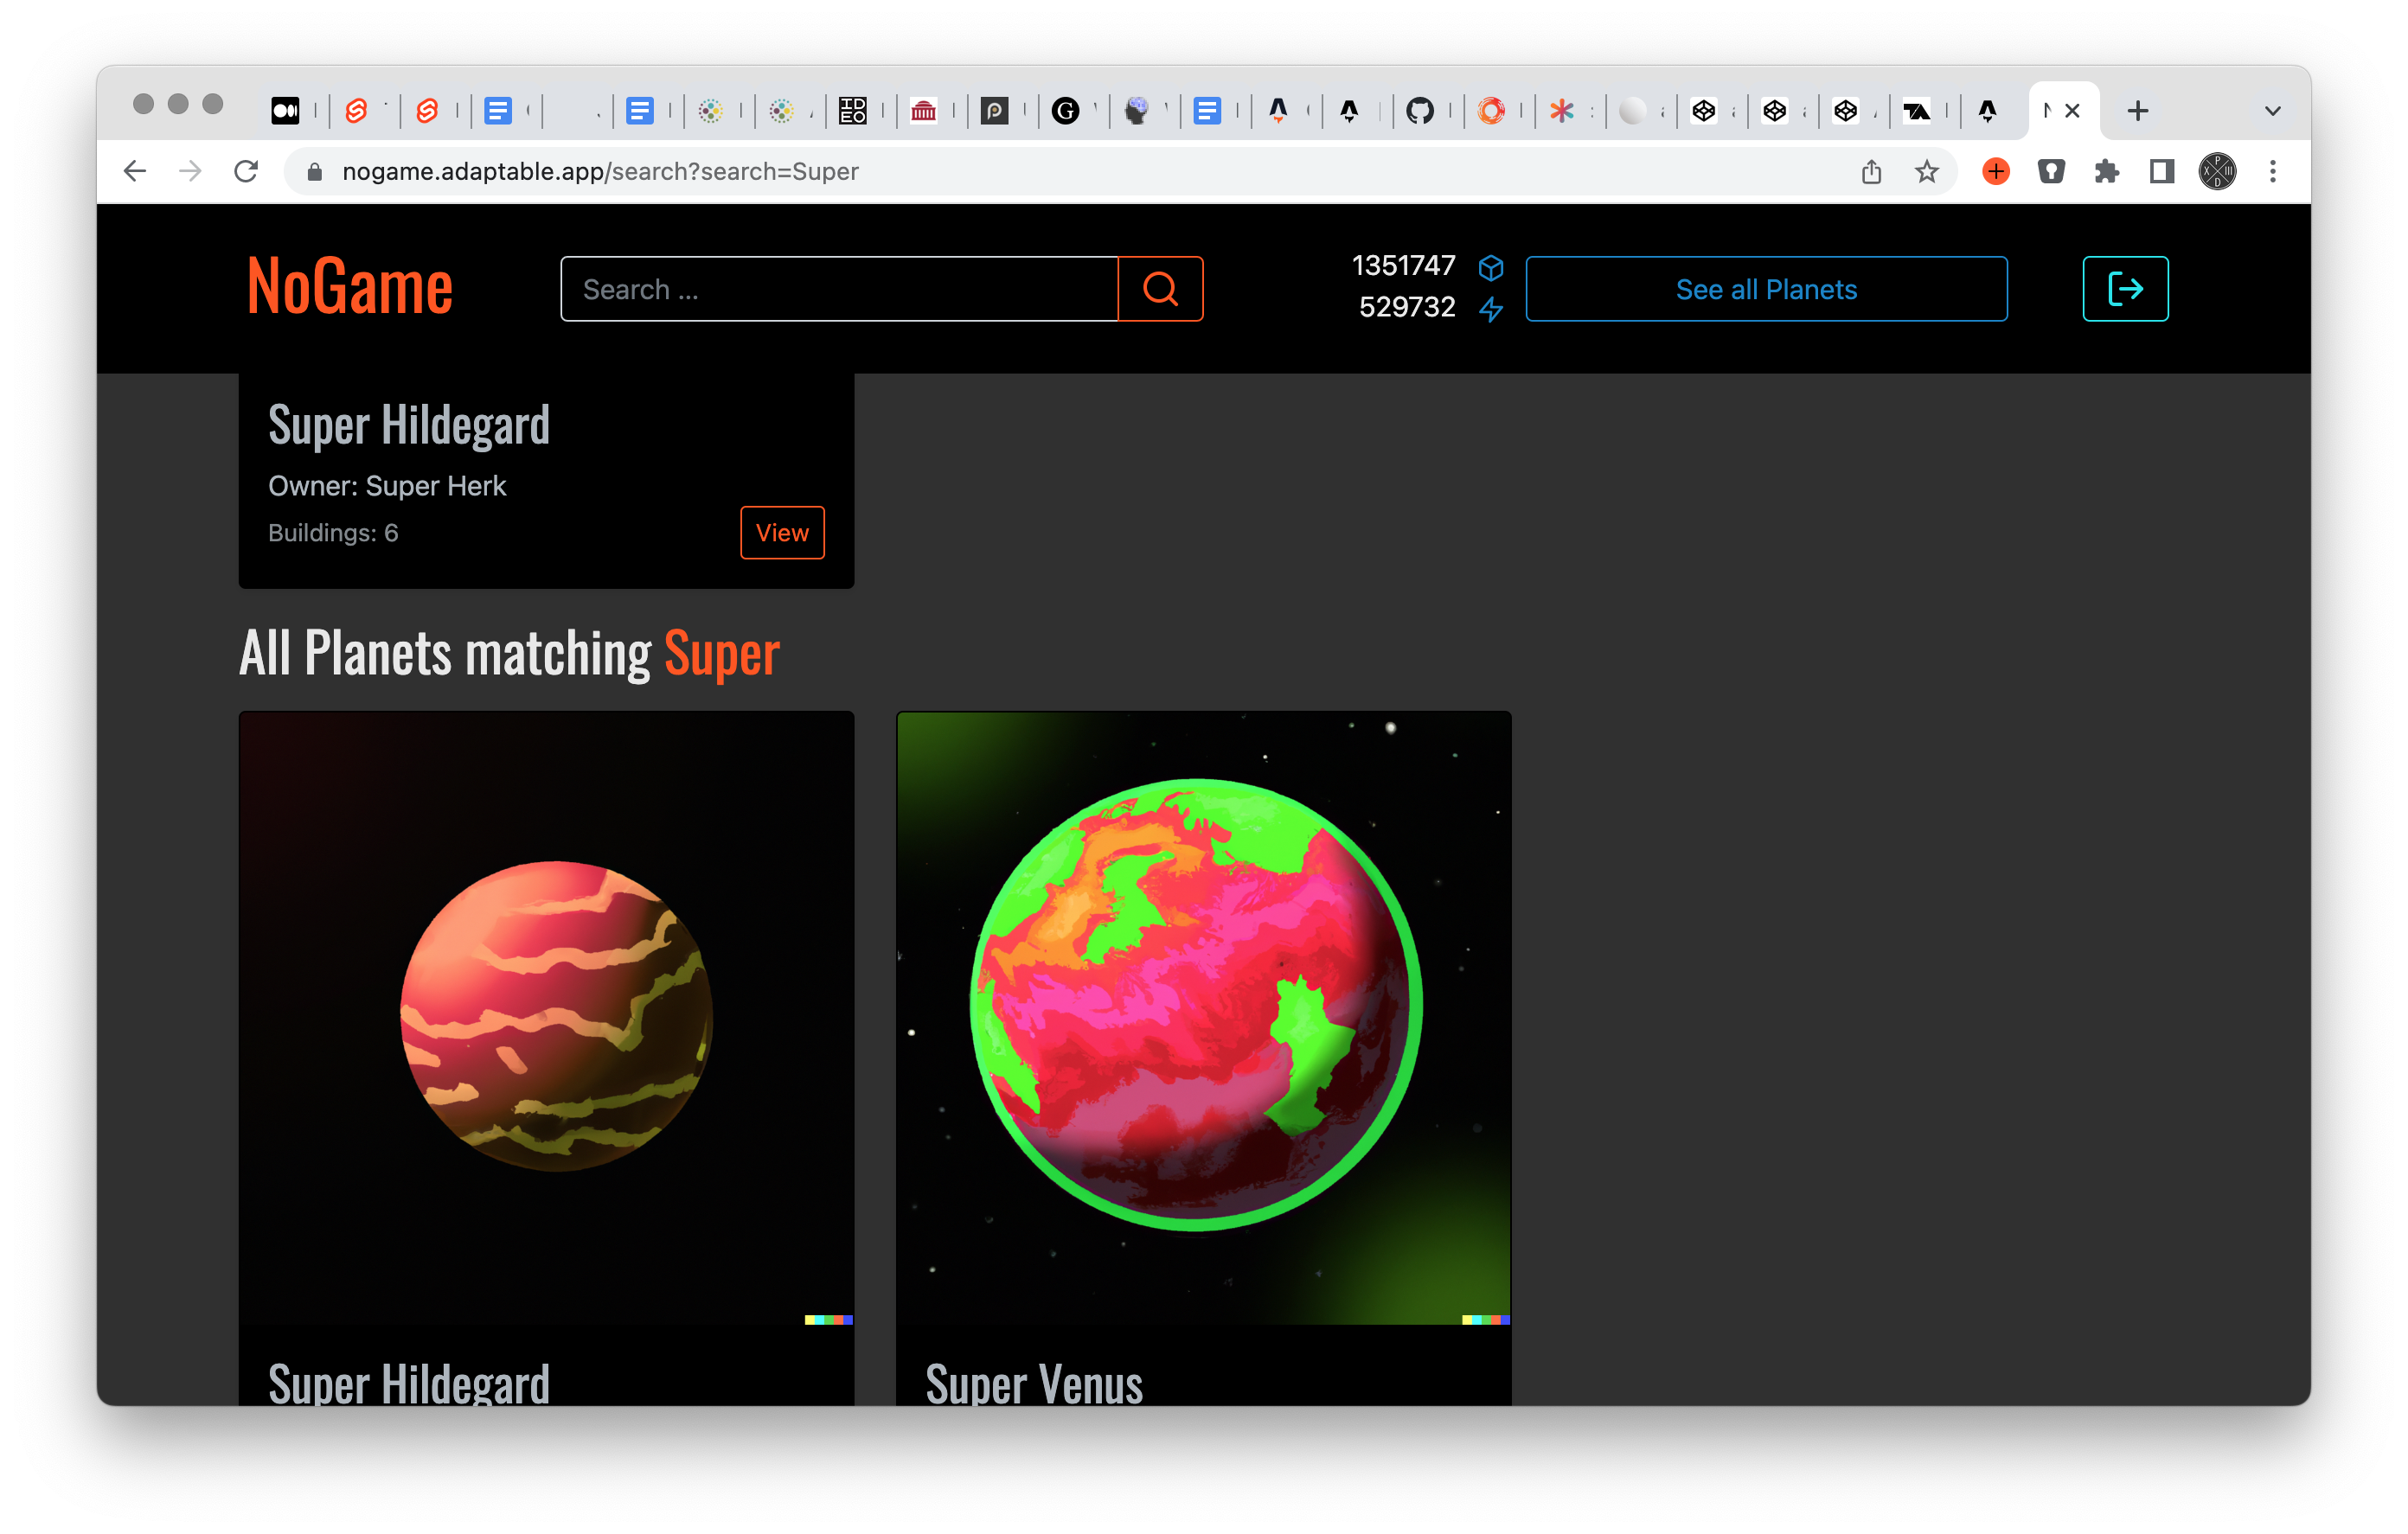 nogame.adaptable.app/search?search=Super
NoGame
Search ...
1351747
529732
See all Planets
Super Hildegard
Owner: Super Herk
Buildings: 6
View
All Planets matching Super
Super Hildegard
Super Venus